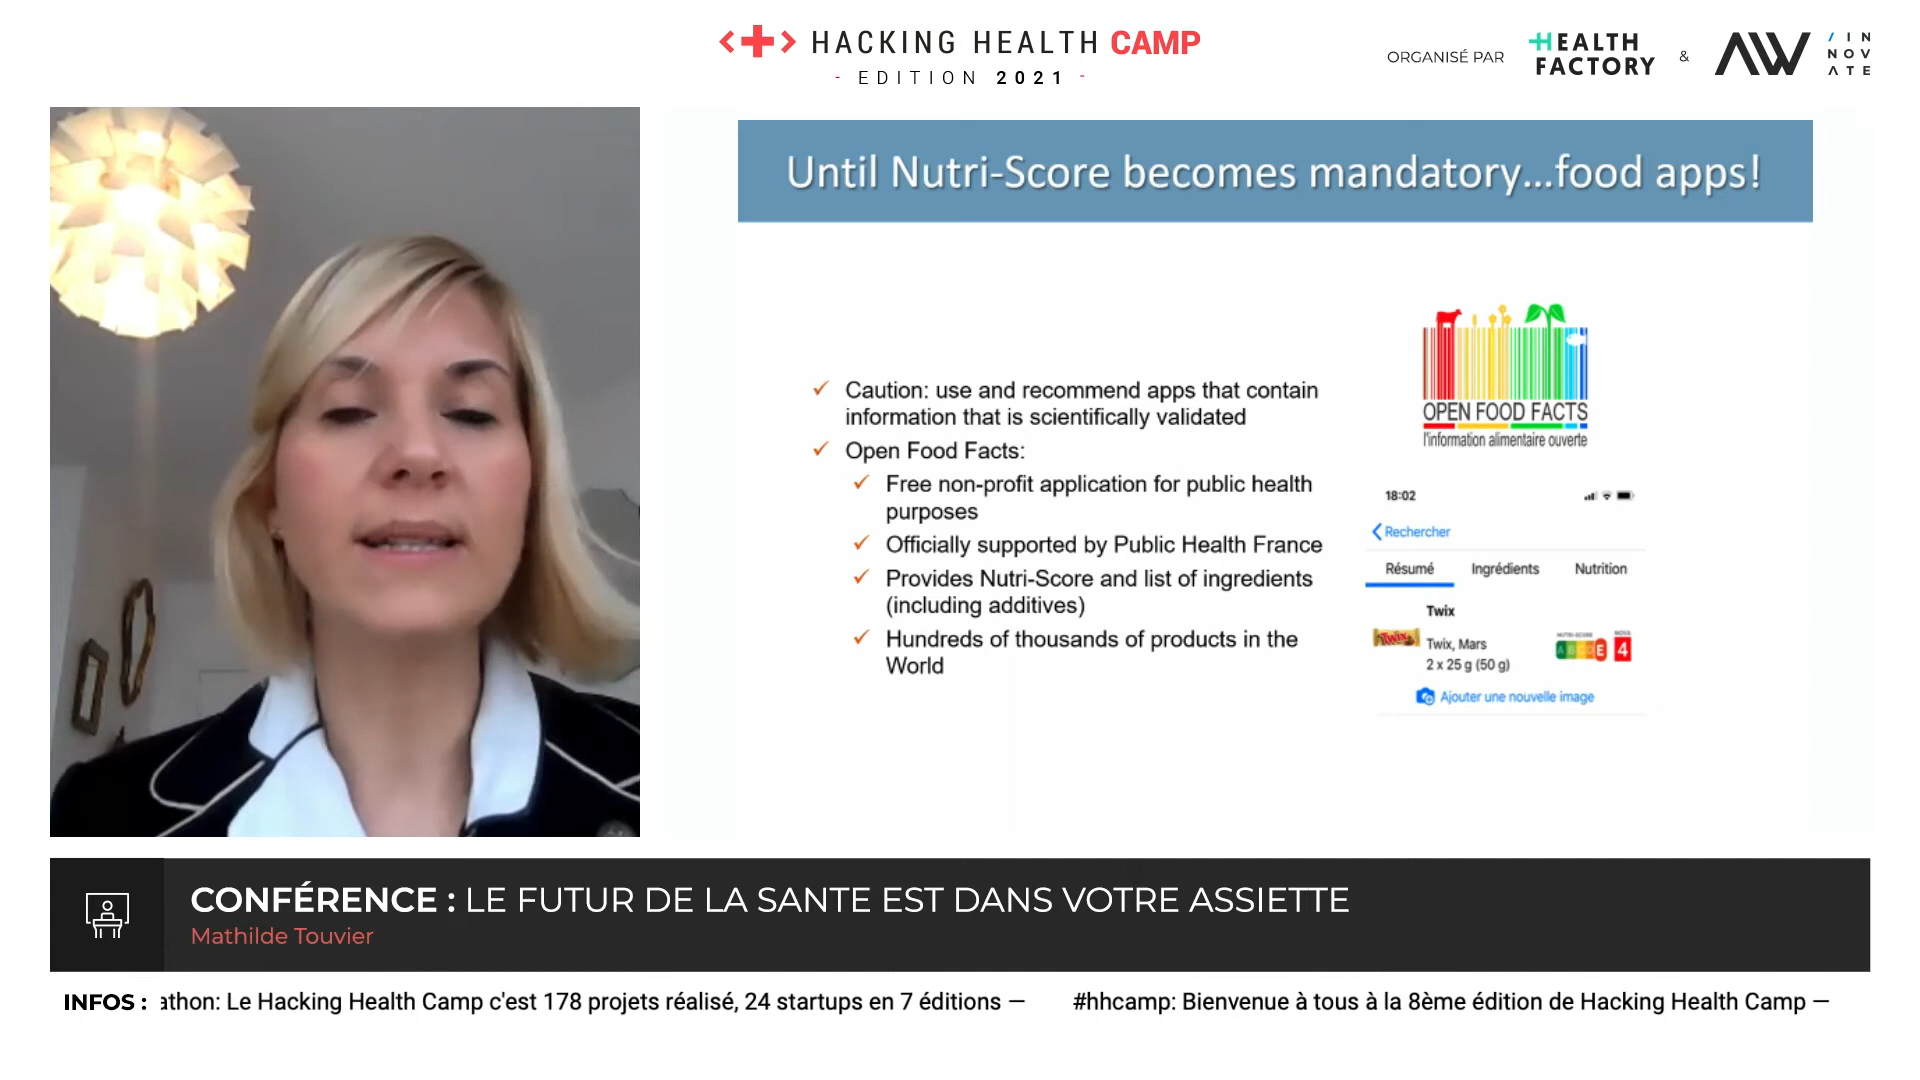 HACKING HEALTH CAMP
- EDITION 2021 -
ORGANISÉ PAR
HEALTH
FACTORY
&
AW
/IN
NOV
ATE
Until Nutri-Score becomes mandatory...food apps!
Caution: use and recommend apps that contain
information that is scientifically validated
Open Food Facts:
Free non-profit application for public health
purposes
Officially supported by Public Health France
Provides Nutri-Score and list of ingredients
(including additives)
Hundreds of thousands of products in the
World
OPEN FOOD FACTS
l'information alimentaire ouverte
18:02
Rechercher
Résumé Ingrédients Nutrition
Twix
TWIX
Twix, Mars
2 x 25 g (50 g)
NUTRI-SCORE
A B C D E
NOVA
4
Ajouter une nouvelle image
CONFÉRENCE : LE FUTUR DE LA SANTE EST DANS VOTRE ASSIETTE
Mathilde Touvier
INFOS : athon: Le Hacking Health Camp c'est 178 projets réalisé, 24 startups en 7 éditions — #hhcamp: Bienvenue à tous à la 8ème édition de Hacking Health Camp —